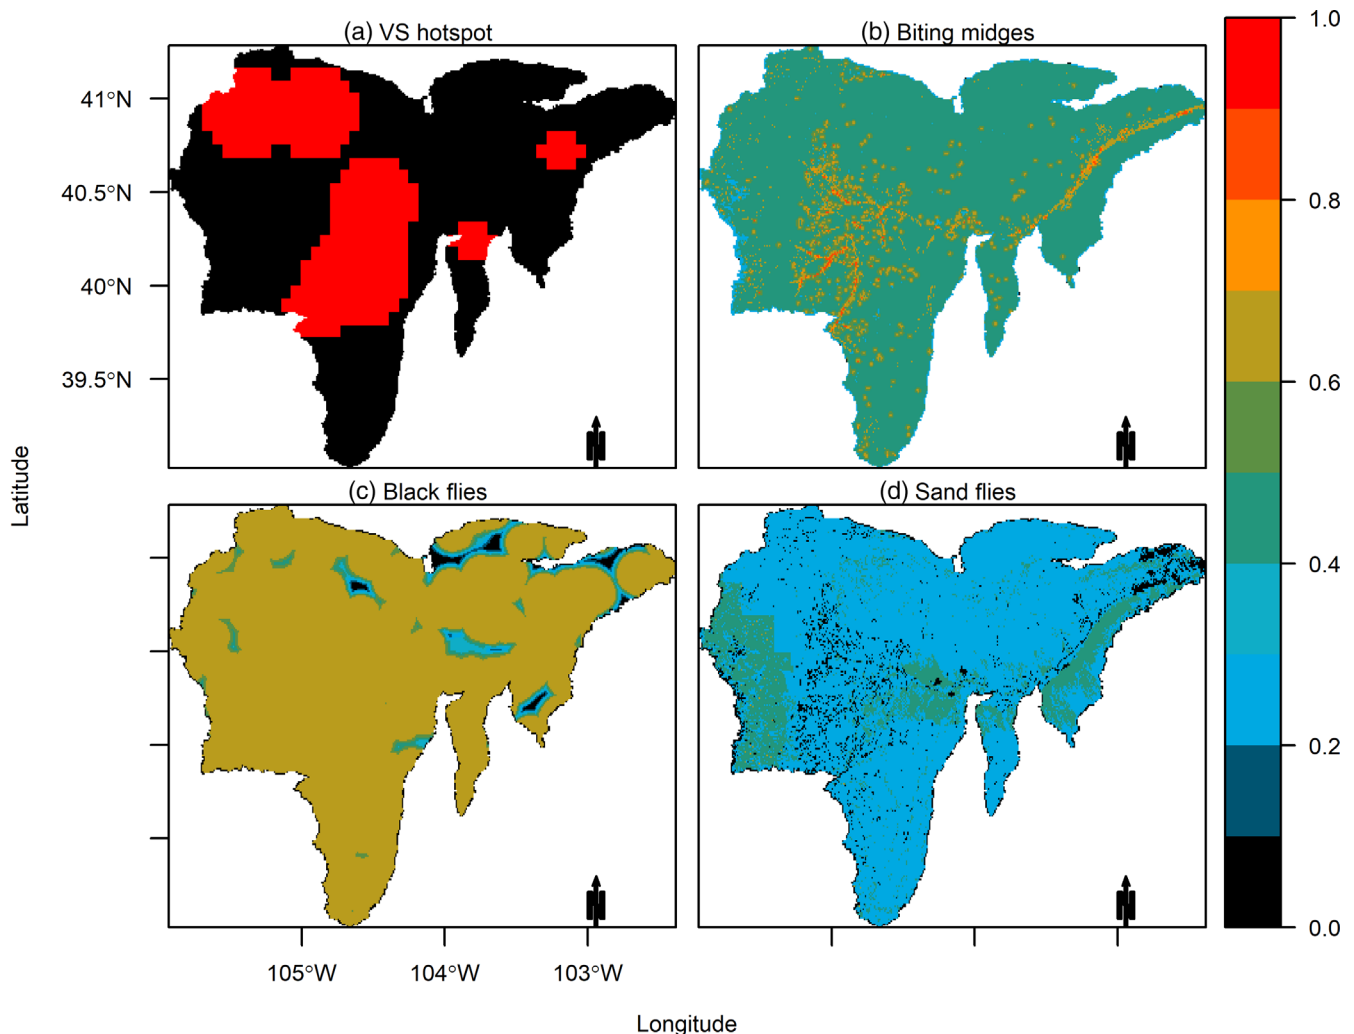 (a) VS hotspot
(b) Biting midges
1.0
41°N
40.5°N
40°N
39.5°N
0.8
0.6
N
N
Latitude
(c) Black flies
(d) Sand flies
0.4
0.2
0.0
N
N
105°W
104°W
103°W
Longitude